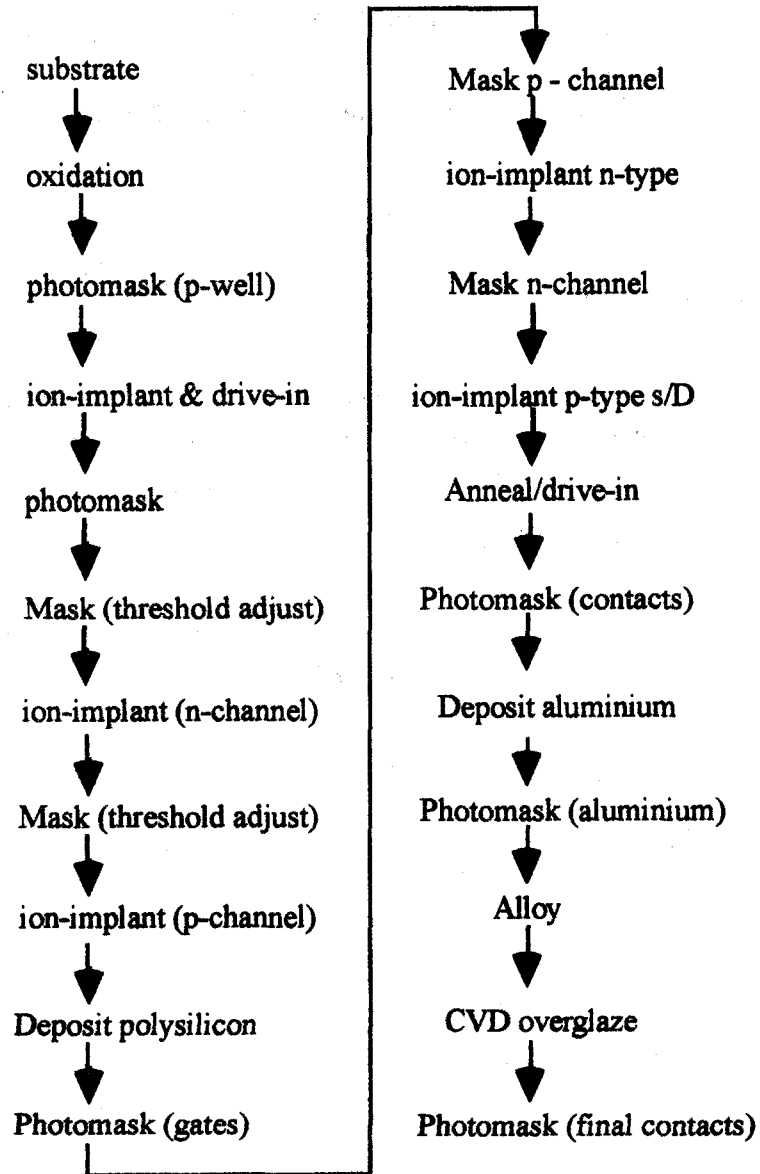 substrate
oxidation
photomask (p-well)
ion-implant & drive-in
photomask
Mask (threshold adjust)
ion-implant (n-channel)
Mask (threshold adjust)
ion-implant (p-channel)
Deposit polysilicon
Photomask (gates)
Mask p - channel
ion-implant n-type
Mask n-channel
ion-implant p-type s/D
Anneal/drive-in
Photomask (contacts)
Deposit aluminium
Photomask (aluminium)
Alloy
CVD overglaze
Photomask (final contacts)